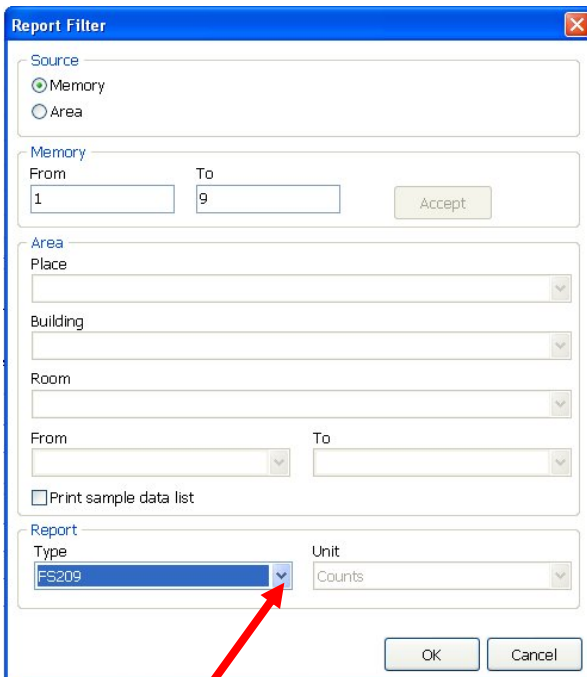 Report Filter
Source
Memory
Area
Memory
From To
1 9 Accept
Area
Place
Building
Room
From To
Print sample data list
Report
Type Unit
FS209 Counts
OK Cancel